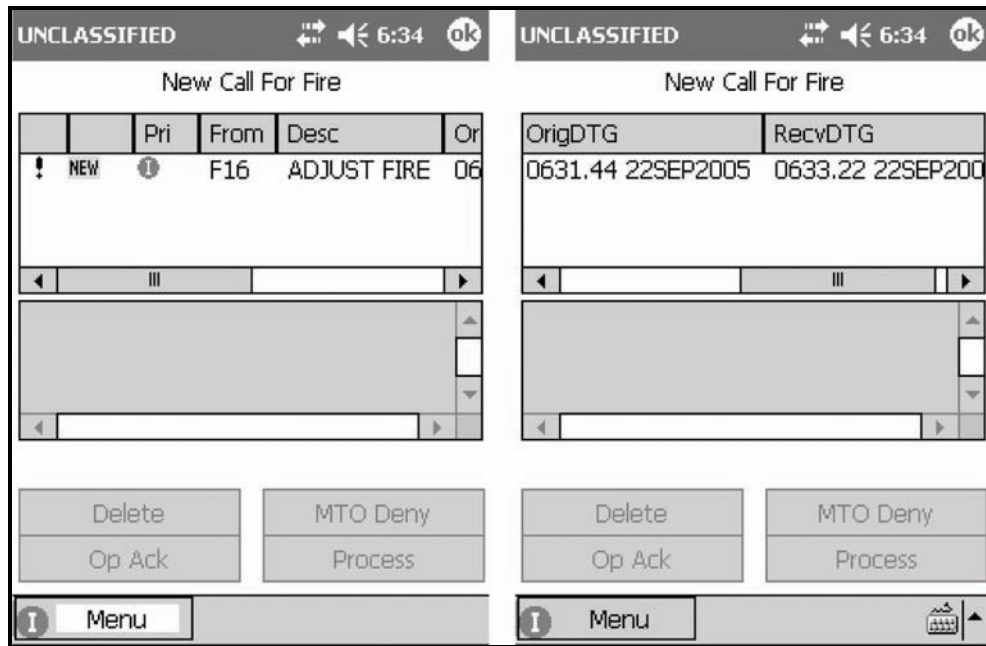 UNCLASSIFIED 6:34 ok
New Call For Fire
Pri From Desc Or
! NEW I F16 ADJUST FIRE 06
Delete MTO Deny
Op Ack Process
I Menu
UNCLASSIFIED 6:34 ok
New Call For Fire
OrigDTG RecvDTG
0631.44 22SEP2005 0633.22 22SEP200
Delete MTO Deny
Op Ack Process
I Menu